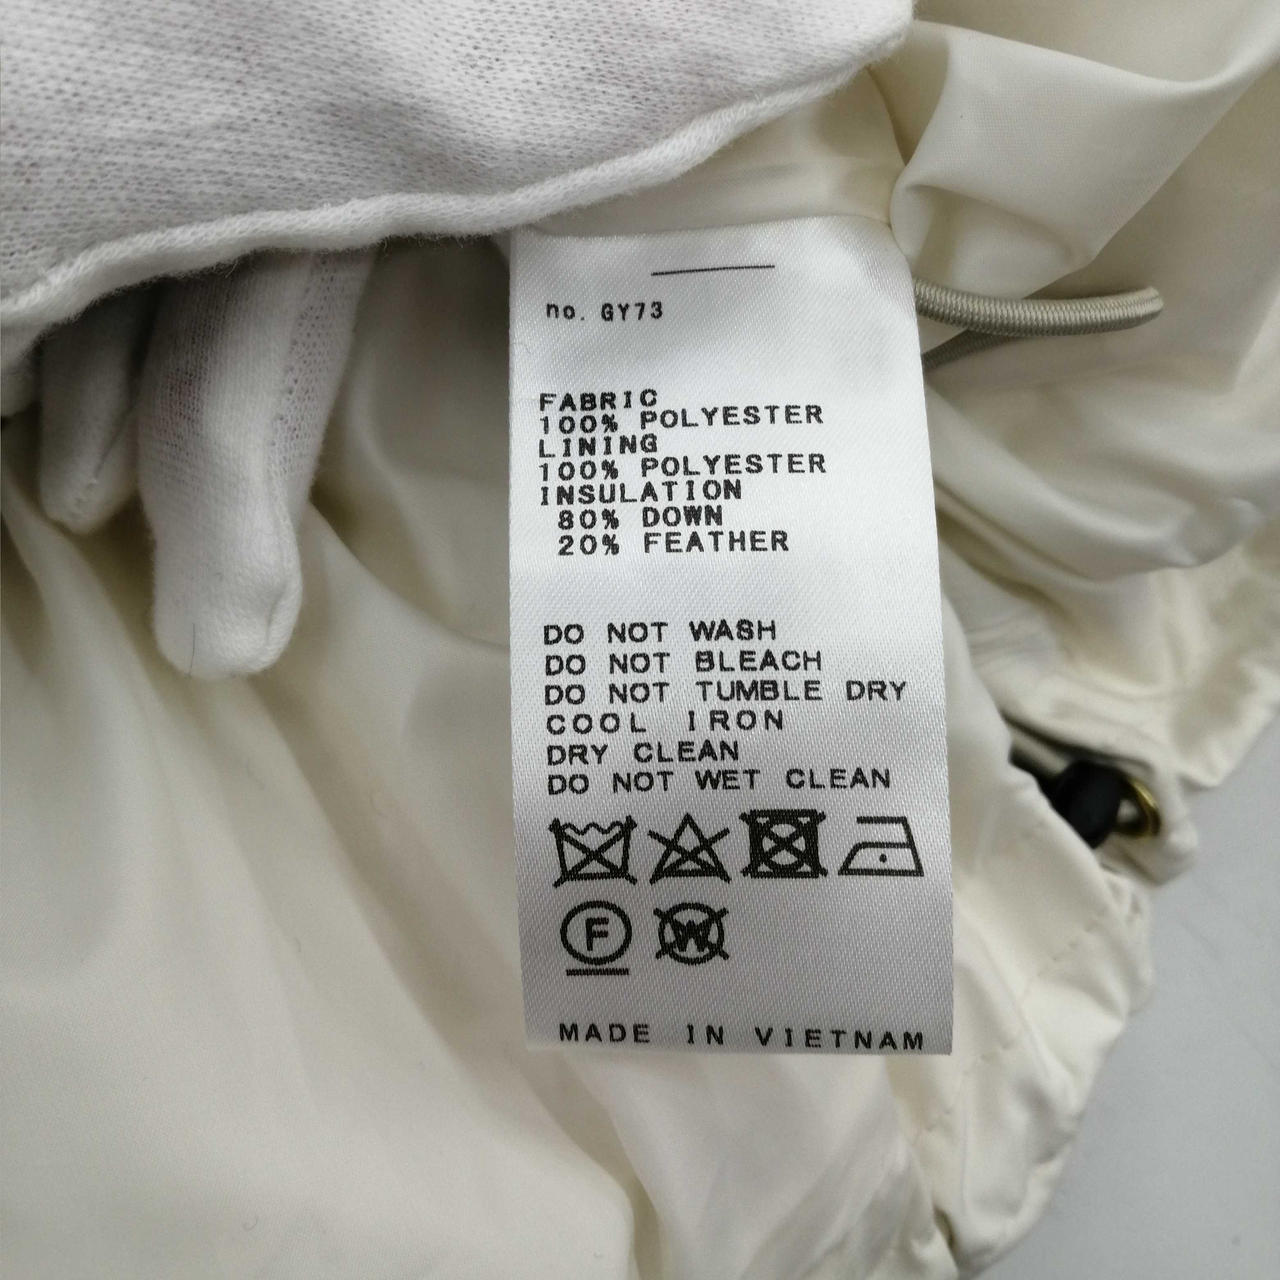 no. GY73
FABRIC
100% POLYESTER
LINING
100% POLYESTER
INSULATION
80% DOWN
20% FEATHER
DO NOT WASH
DO NOT BLEACH
DO NOT TUMBLE DRY
COOL IRON
DRY CLEAN
DO NOT WET CLEAN
F W
MADE IN VIETNAM